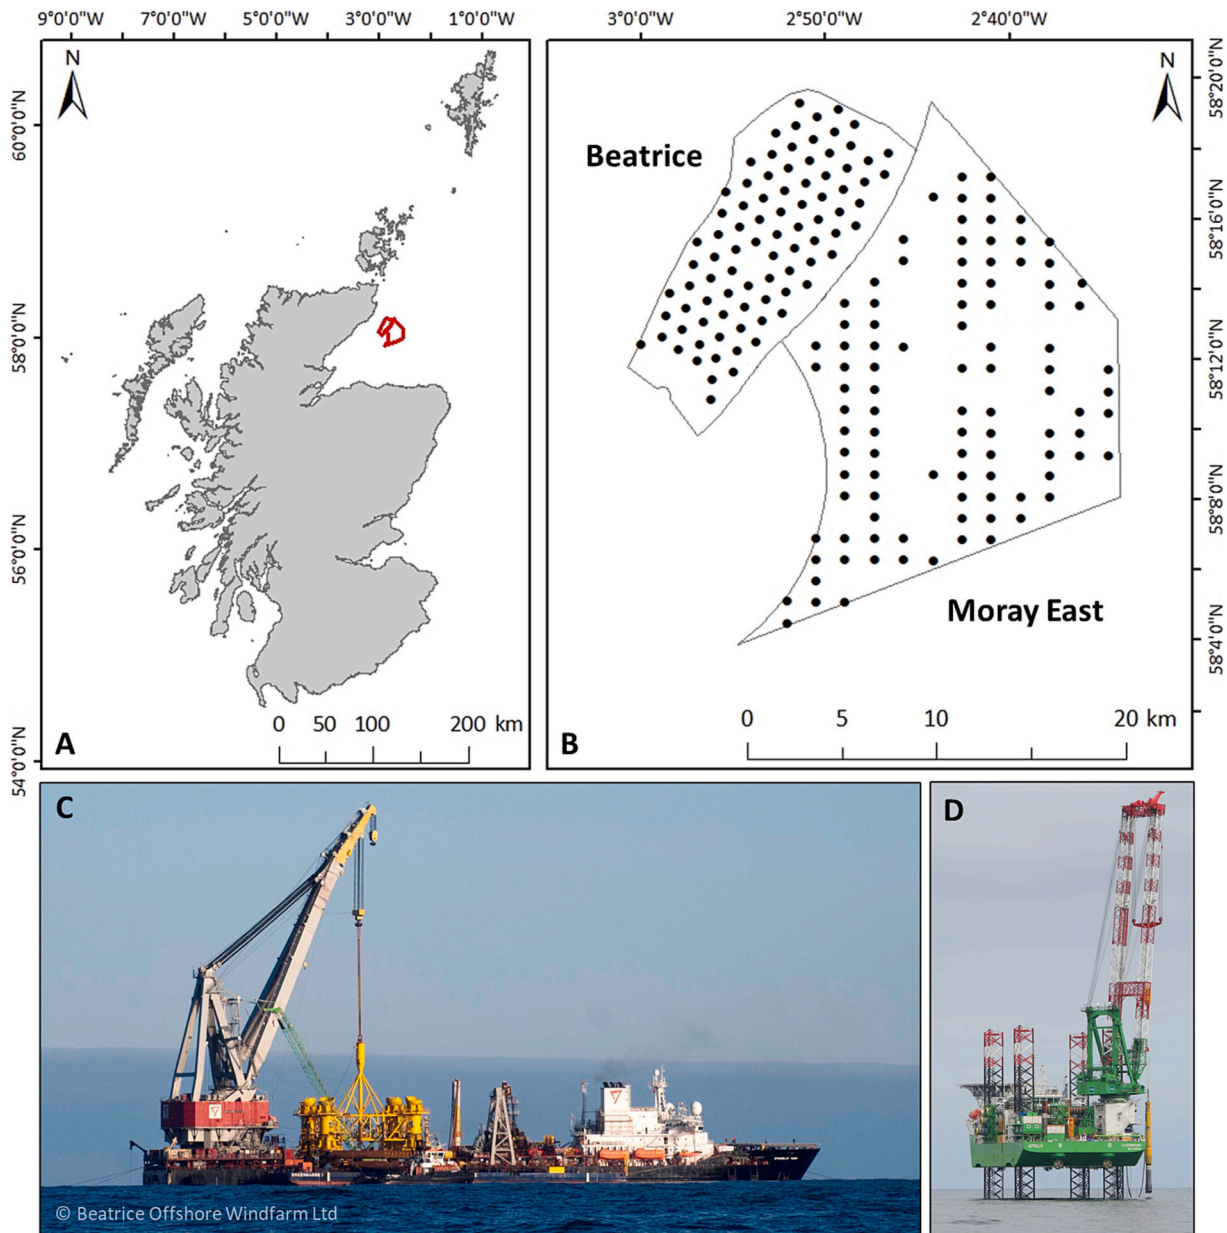 9°0'0"W 7°0'0"W 5°0'0"W 3°0'0"W 1°0'0"W
3°0'0"W 2°50'0"W 2°40'0"W
N
60°0'0"N
58°0'0"N
56°0'0"N
54°0'0"N
0 50 100 200 km
A
N
Beatrice
Moray East
58°20'0"N
58°16'0"N
58°12'0"N
58°8'0"N
58°4'0"N
0 5 10 20 km
B
C
© Beatrice Offshore Windfarm Ltd
D
APOLLO